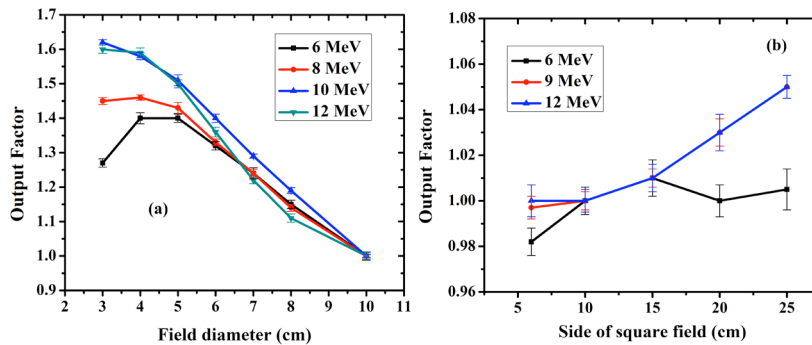 1.7
1.6
1.5
1.4
1.3
1.2
1.1
1.0
0.9
Output Factor
6 MeV
8 MeV
10 MeV
12 MeV
(a)
2 3 4 5 6 7 8 9 10 11
Field diameter (cm)
1.08
1.06
1.04
1.02
1.00
0.98
0.96
Output Factor
(b)
6 MeV
9 MeV
12 MeV
5 10 15 20 25
Side of square field (cm)